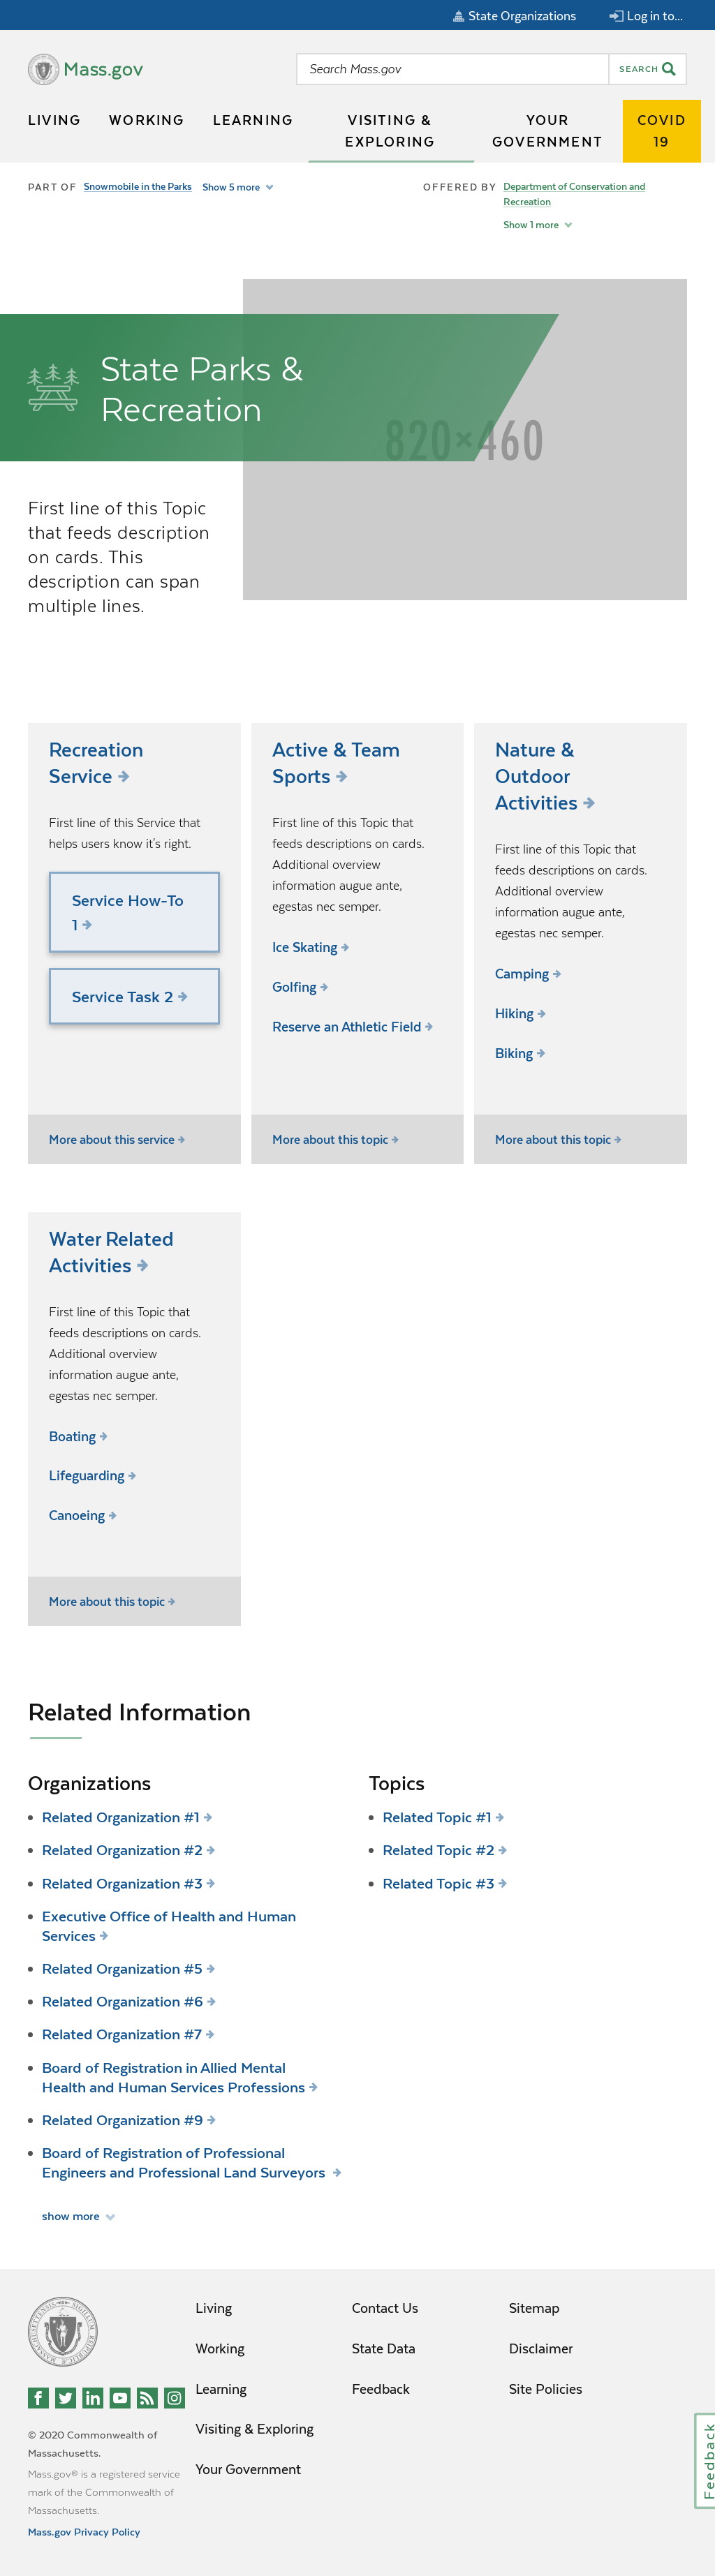 State Organizations
Log in to...
Mass.gov
Search Mass.gov
SEARCH
LIVING
WORKING
LEARNING
VISITING &
EXPLORING
YOUR
GOVERNMENT
COVID
19
PART OF
Snowmobile in the Parks
Show 5 more
OFFERED BY
Department of Conservation and
Recreation
Show 1 more
State Parks &
Recreation
820×460
First line of this Topic
that feeds description
on cards. This
description can span
multiple lines.
Recreation
Service
First line of this Service that
helps users know it's right.
Service How-To
1
Service Task 2
More about this service
Active & Team
Sports
First line of this Topic that
feeds descriptions on cards.
Additional overview
information augue ante,
egestas nec semper.
Ice Skating
Golfing
Reserve an Athletic Field
More about this topic
Nature &
Outdoor
Activities
First line of this Topic that
feeds descriptions on cards.
Additional overview
information augue ante,
egestas nec semper.
Camping
Hiking
Biking
More about this topic
Water Related
Activities
First line of this Topic that
feeds descriptions on cards.
Additional overview
information augue ante,
egestas nec semper.
Boating
Lifeguarding
Canoeing
More about this topic
Related Information
Organizations
Related Organization #1
Related Organization #2
Related Organization #3
Executive Office of Health and Human
Services
Related Organization #5
Related Organization #6
Related Organization #7
Board of Registration in Allied Mental
Health and Human Services Professions
Related Organization #9
Board of Registration of Professional
Engineers and Professional Land Surveyors
show more
Topics
Related Topic #1
Related Topic #2
Related Topic #3
Living
Working
Learning
Visiting & Exploring
Your Government
Contact Us
State Data
Feedback
Sitemap
Disclaimer
Site Policies
© 2020 Commonwealth of
Massachusetts.
Mass.gov® is a registered service
mark of the Commonwealth of
Massachusetts.
Mass.gov Privacy Policy
Feedback